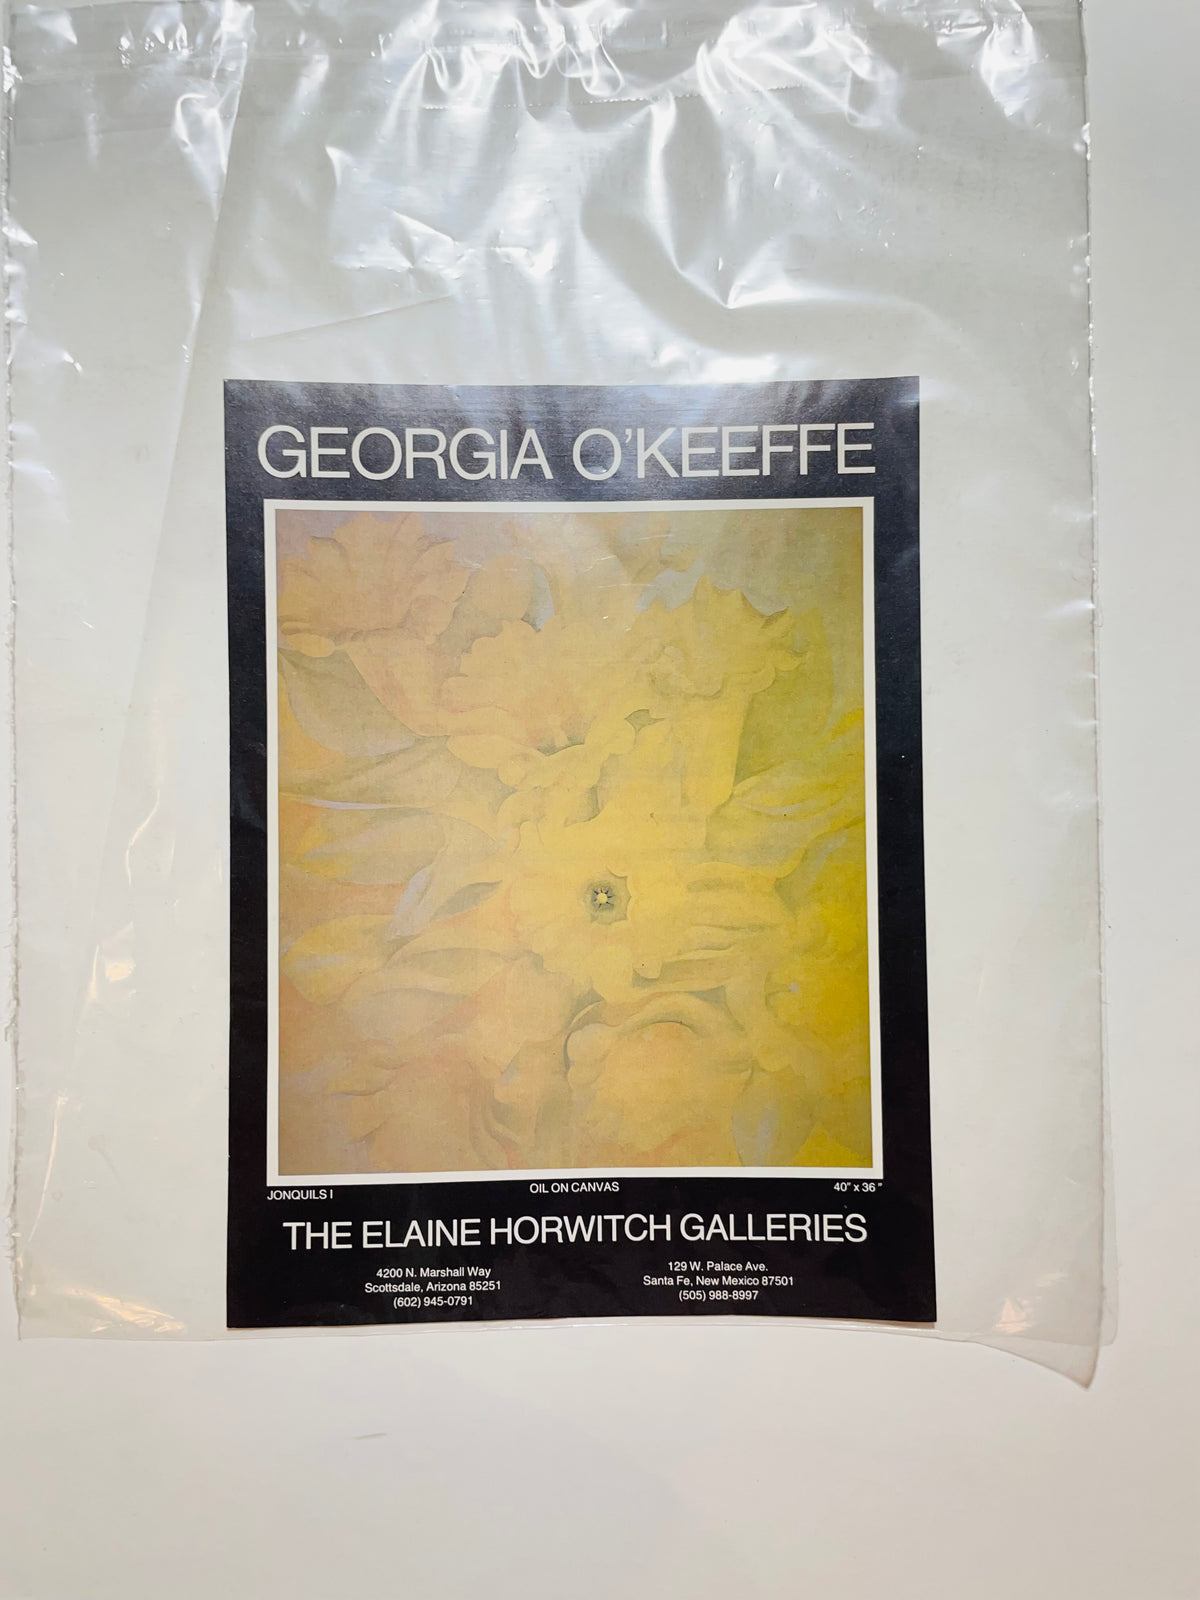 GEORGIA O'KEEFFE
JONQUILS I
OIL ON CANVAS
40" x 36"
THE ELAINE HORWITCH GALLERIES
4200 N. Marshall Way
Scottsdale, Arizona 85251
(602) 945-0791
129 W. Palace Ave.
Santa Fe, New Mexico 87501
(505) 988-8997